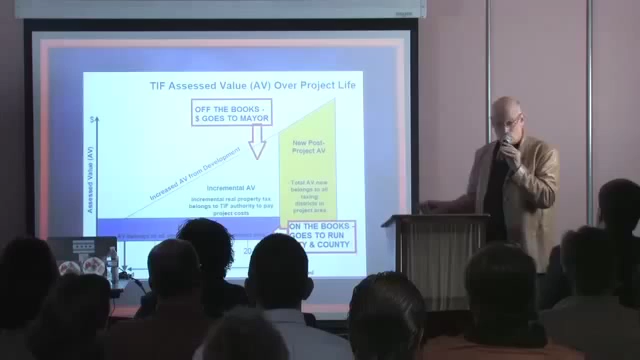 TIF Assessed Value (AV) Over Project Life
OFF THE BOOKS -
$ GOES TO MAYOR
$
Assessed Value (AV)
Increased AV from Development
New Post-
Project AV
Incremental AV
Incremental real property tax
belongs to TIF authority to pay
project costs
- Total AV now
belongs to all
taxing
districts in
project area
ON THE BOOKS -
GOES TO RUN
& COUNTY
20